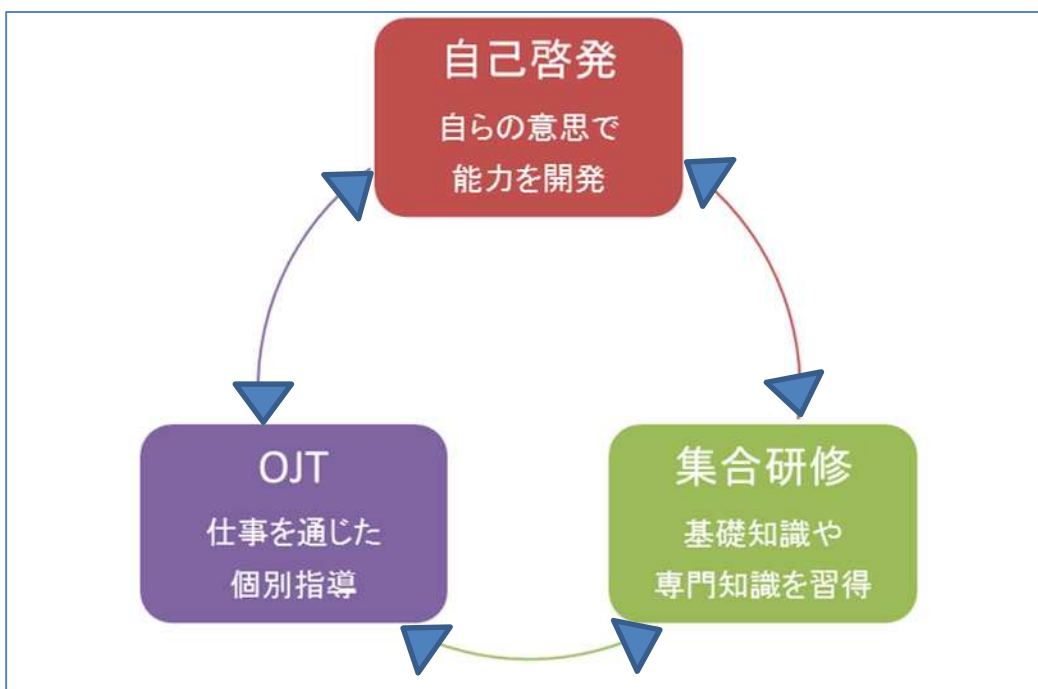 自己啓発
自らの意思で
能力を開発
OJT
仕事を通じた
個別指導
集合研修
基礎知識や
専門知識を習得